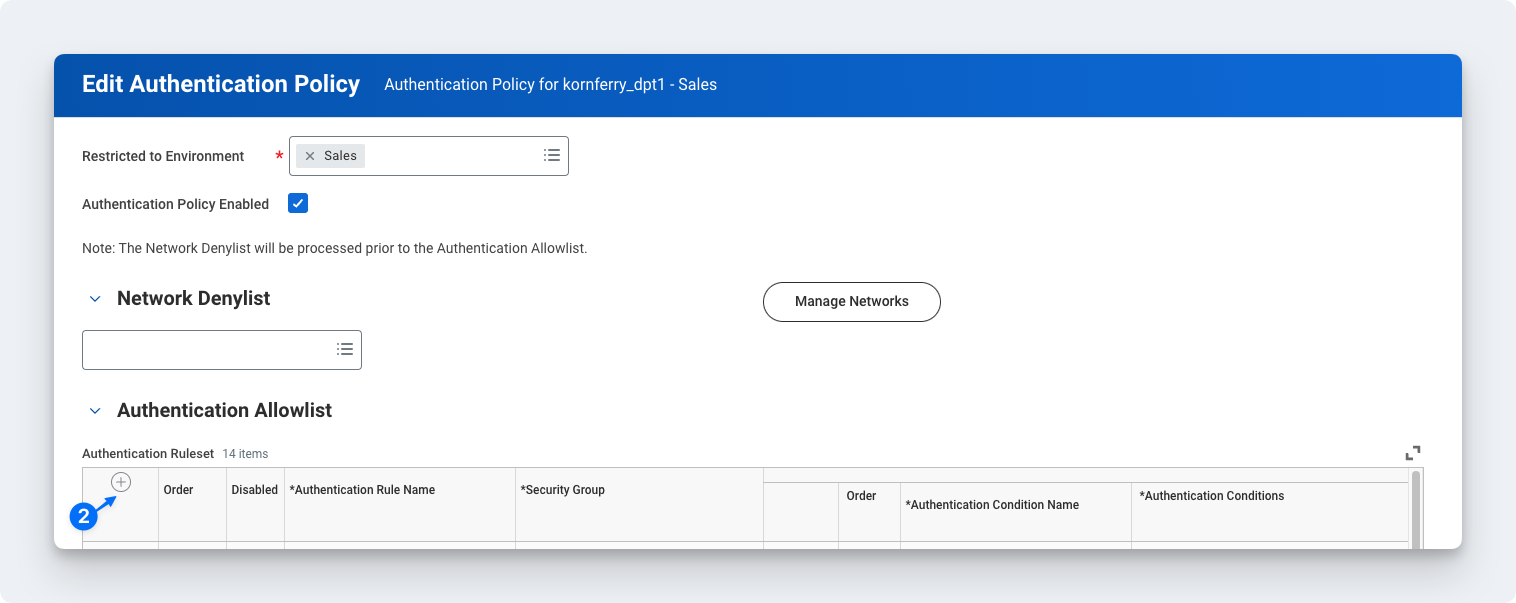 Edit Authentication Policy Authentication Policy for kornferry_dpt1 - Sales
Restricted to Environment * × Sales
Authentication Policy Enabled
Note: The Network Denylist will be processed prior to the Authentication Allowlist.
Network Denylist Manage Networks
Authentication Allowlist
Authentication Ruleset 14 items
Order Disabled *Authentication Rule Name *Security Group Order *Authentication Condition Name *Authentication Conditions
2